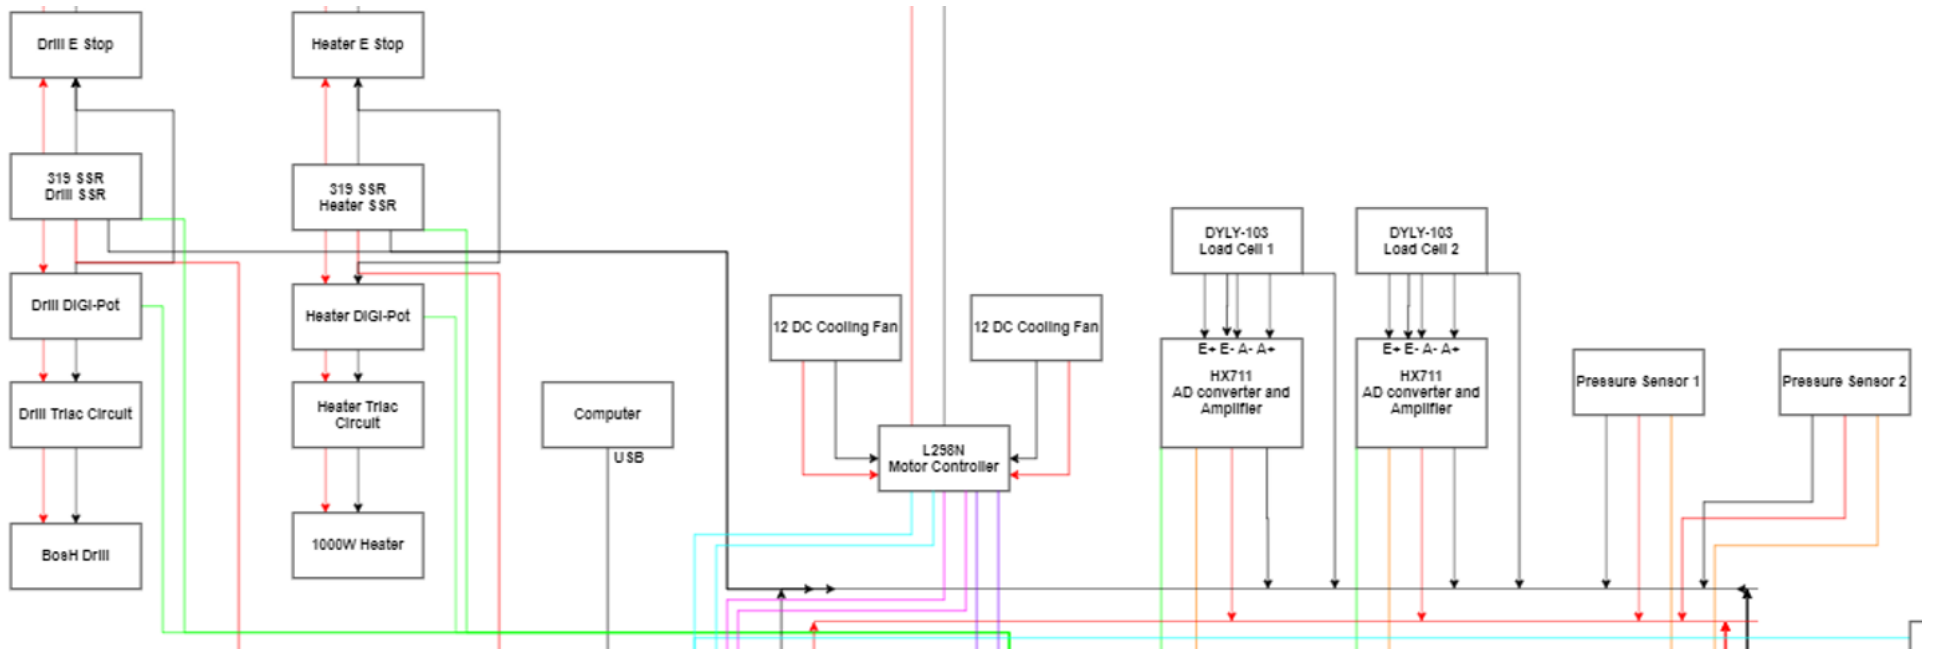 Drill E Stop
Heater E Stop
319 SSR
Drill SSR
319 SSR
Heater SSR
DYLY-103
Load Cell 1
DYLY-103
Load Cell 2
Drill DIGI-Pot
Heater DIGI-Pot
12 DC Cooling Fan
12 DC Cooling Fan
E+ E- A- A+
HX711
AD converter and
Amplifier
E+ E- A- A+
HX711
AD converter and
Amplifier
Pressure Sensor 1
Pressure Sensor 2
Drill Triac Circuit
Heater Triac
Circuit
Computer
USB
L298N
Motor Controller
BosH Drill
1000W Heater